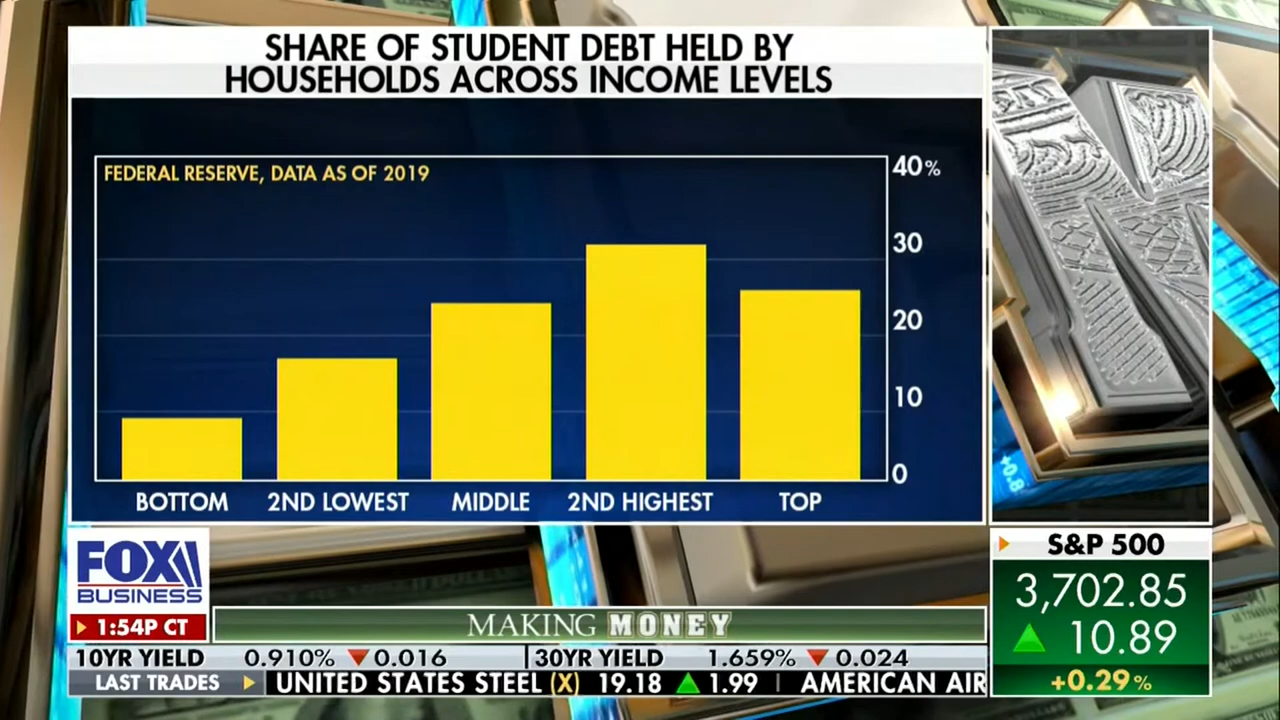 SHARE OF STUDENT DEBT HELD BY
HOUSEHOLDS ACROSS INCOME LEVELS
FEDERAL RESERVE, DATA AS OF 2019
40%
30
20
10
0
BOTTOM 2ND LOWEST MIDDLE 2ND HIGHEST TOP
+0.8
FOX
BUSINESS
1:54P CT
MAKING MONEY
S&P 500
3,702.85
▲ 10.89
+0.29%
10YR YIELD 0.910% ▼ 0.016 30YR YIELD 1.659% ▼ 0.024
LAST TRADES UNITED STATES STEEL (X) 19.18 ▲ 1.99 | AMERICAN AIR